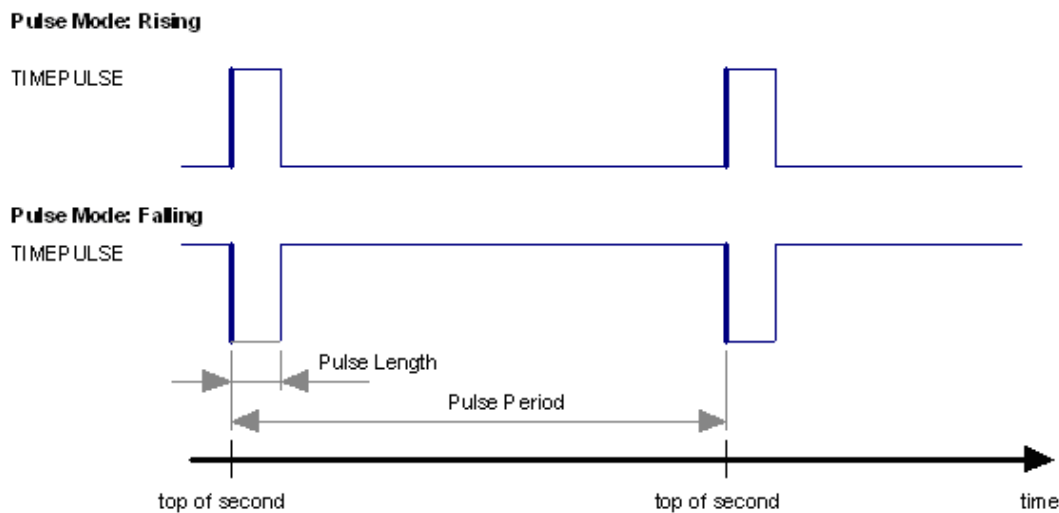 Pulse Mode: Rising
TIMEPULSE
Pulse Mode: Falling
TIMEPULSE
Pulse Length
Pulse Period
top of second
top of second
time